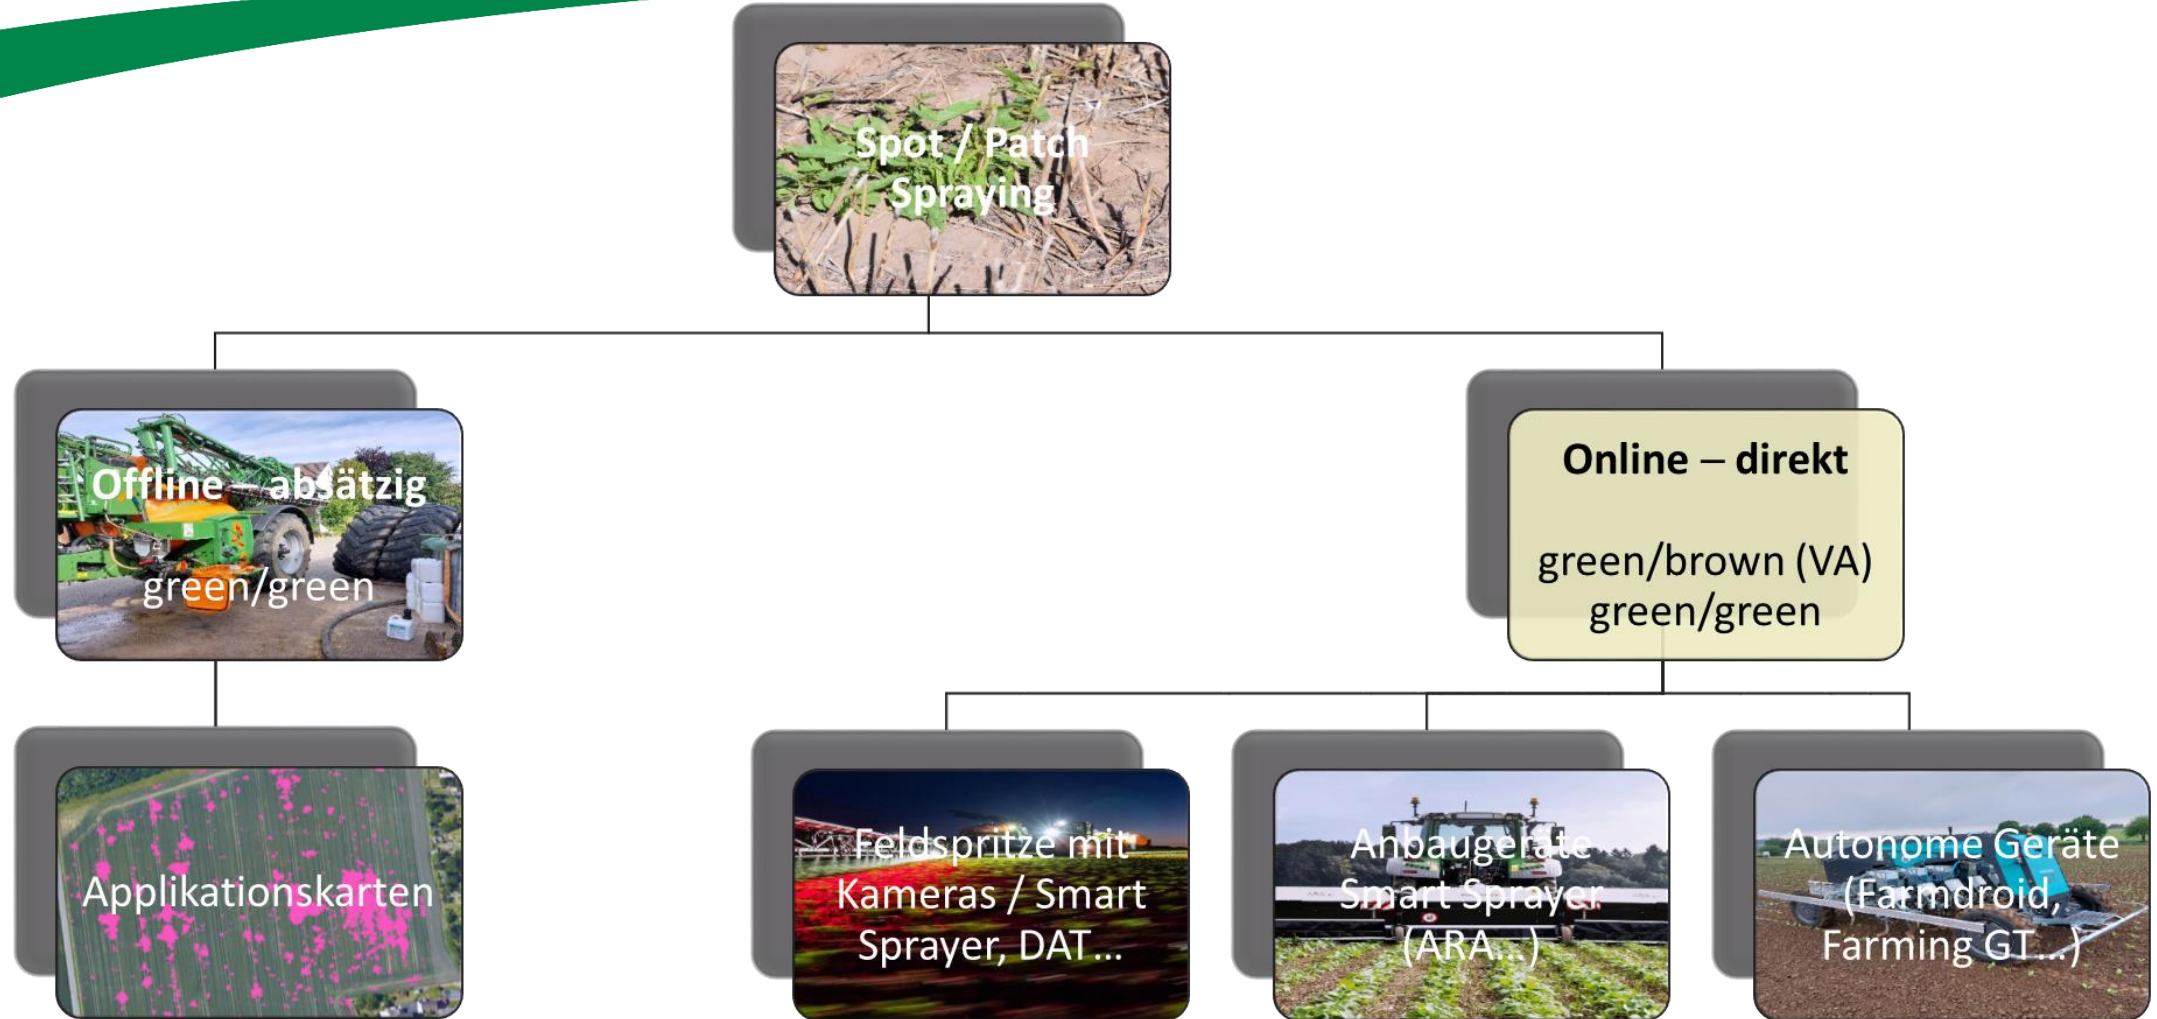 Spot / Patch
Spraying
Offline – absätzig
green/green
Online – direkt
green/brown (VA)
green/green
Applikationskarten
Feldspritze mit
Kameras / Smart
Sprayer, DAT...
Anbaugeräte
Smart Sprayer
(ARA...)
Autonome Geräte
(Farmdroid,
Farming GT...)